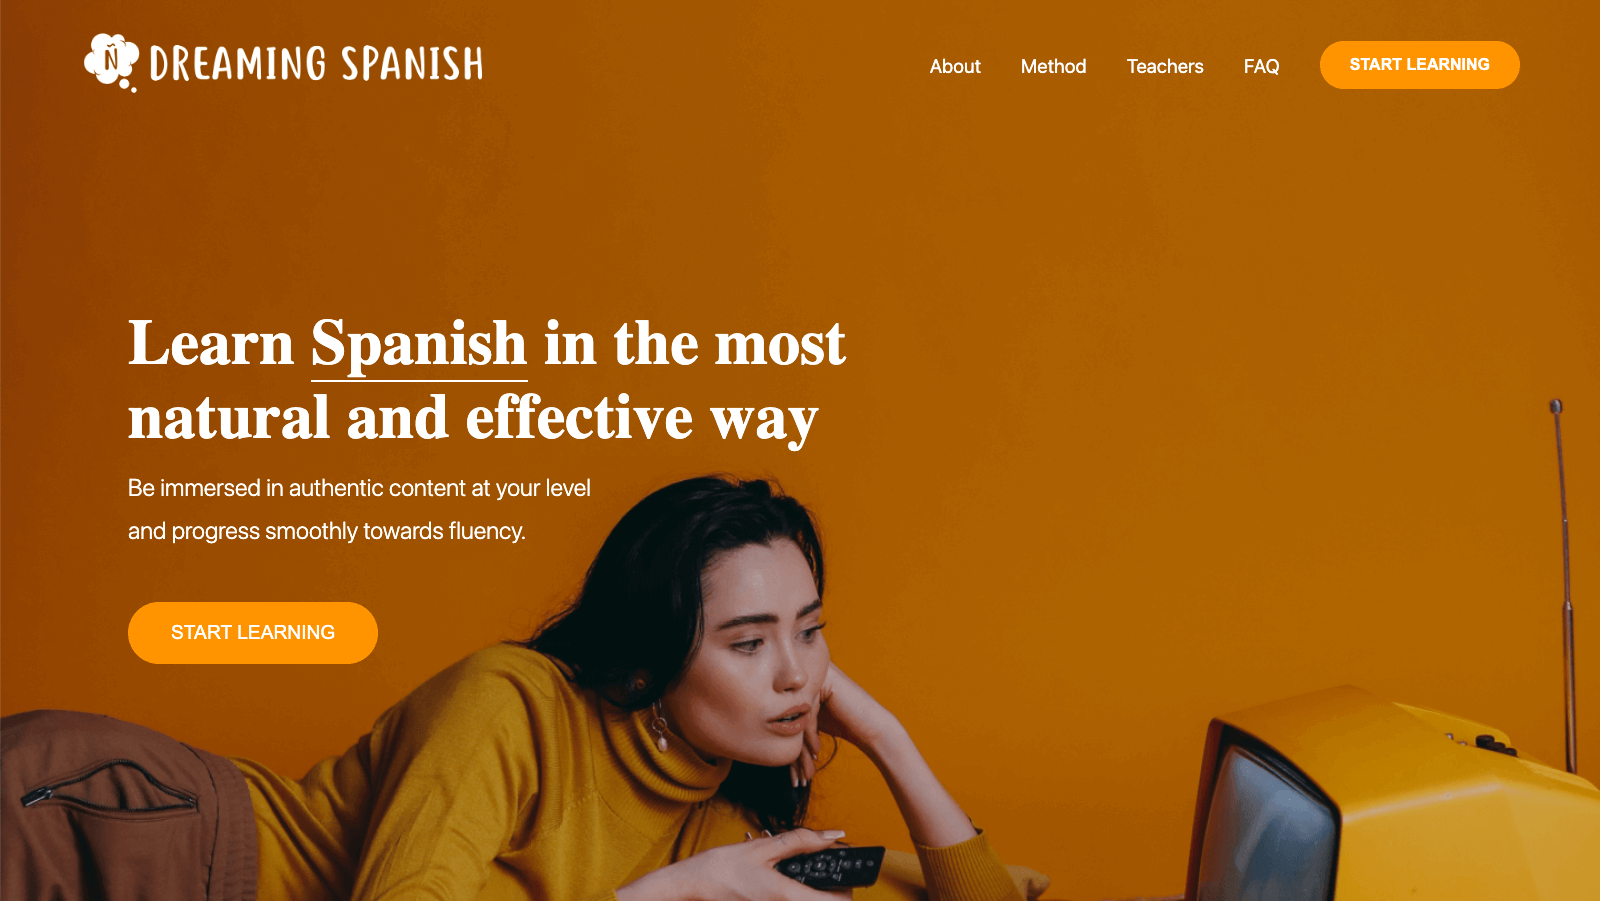 Ñ DREAMING SPANISH
About Method Teachers FAQ START LEARNING
Learn Spanish in the most
natural and effective way
Be immersed in authentic content at your level
and progress smoothly towards fluency.
START LEARNING